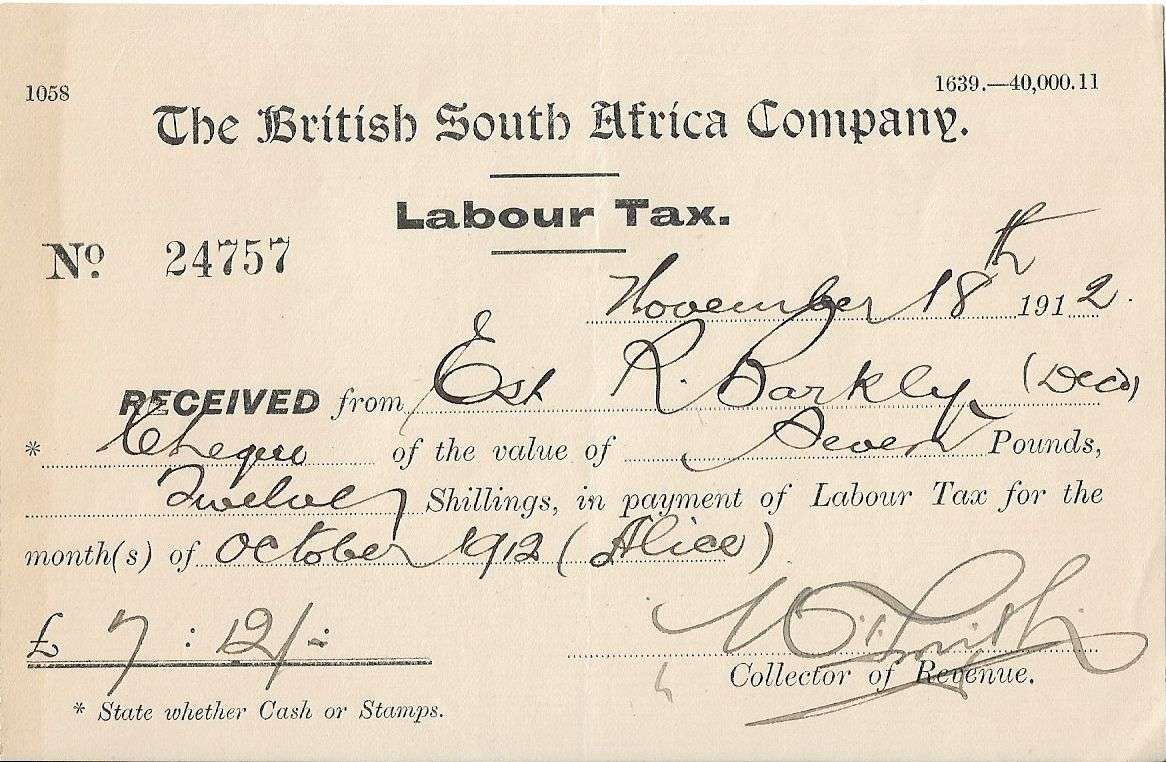 1058
1639.—40,000.11
The British South Africa Company.
Labour Tax.
No 24757
November 18th 1912.
RECEIVED from Est R. Barkly (Decd)
* Cheque of the value of Seven Pounds,
Twelve Shillings, in payment of Labour Tax for the
month(s) of October 1912 (Alice)
£ 7 : 12/-
Collector of Revenue.
* State whether Cash or Stamps.